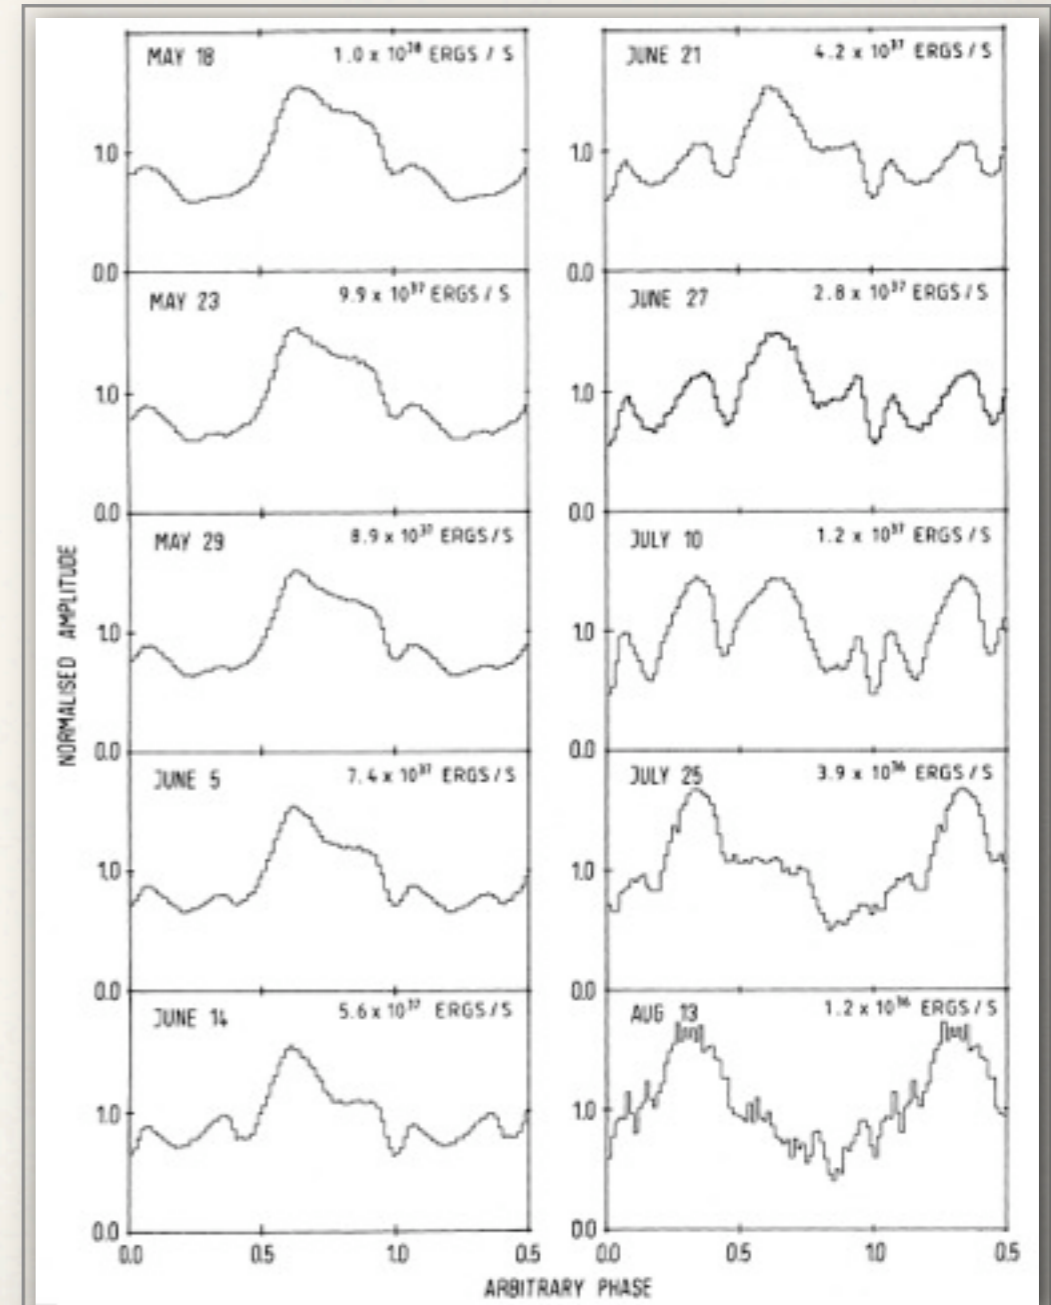 MAY 18 1.0 x 10³⁸ ERGS / S
JUNE 21 4.2 x 10³⁷ ERGS / S
1.0
1.0
0.0
0.0
MAY 23 9.9 x 10³⁷ ERGS / S
JUNE 27 2.8 x 10³⁷ ERGS / S
1.0
1.0
0.0
0.0
MAY 29 8.9 x 10³⁷ ERGS / S
JULY 10 1.2 x 10³⁷ ERGS / S
NORMALISED AMPLITUDE
1.0
1.0
0.0
0.0
JUNE 5 7.4 x 10³⁷ ERGS / S
JULY 25 3.9 x 10³⁶ ERGS / S
1.0
1.0
0.0
0.0
JUNE 14 5.6 x 10³⁷ ERGS / S
AUG 13 1.2 x 10³⁶ ERGS / S
1.0
1.0
0.0
0.0
0.0 0.5 1.0 0.5
0.0 0.5 1.0 0.5
ARBITRARY PHASE